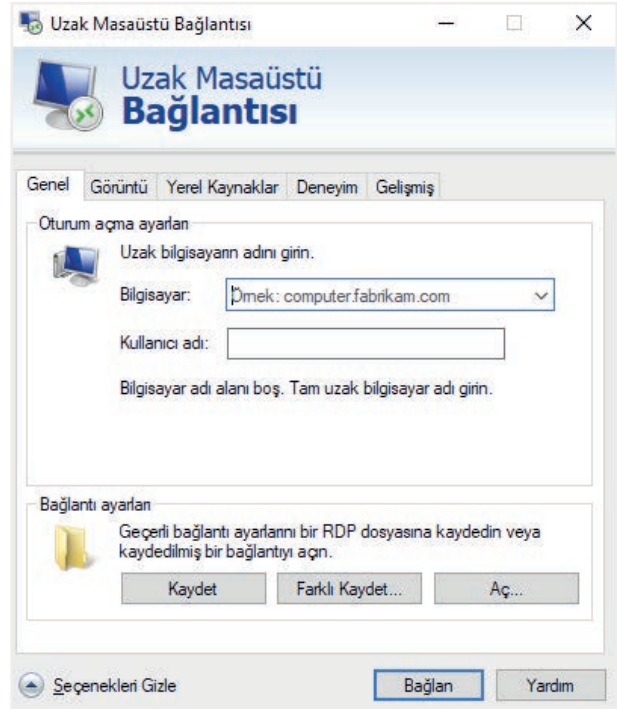 Uzak Masaüstü Bağlantısı
Uzak Masaüstü
Bağlantısı
Genel Görüntü Yerel Kaynaklar Deneyim Gelişmiş
Oturum açma ayarları
Uzak bilgisayarın adını girin.
Bilgisayar: Örnek: computer.fabrikam.com
Kullanıcı adı:
Bilgisayar adı alanı boş. Tam uzak bilgisayar adı girin.
Bağlantı ayarları
Geçerli bağlantı ayarlarını bir RDP dosyasına kaydedin veya
kaydedilmiş bir bağlantıyı açın.
Kaydet Farklı Kaydet... Aç...
Seçenekleri Gizle Bağlan Yardım